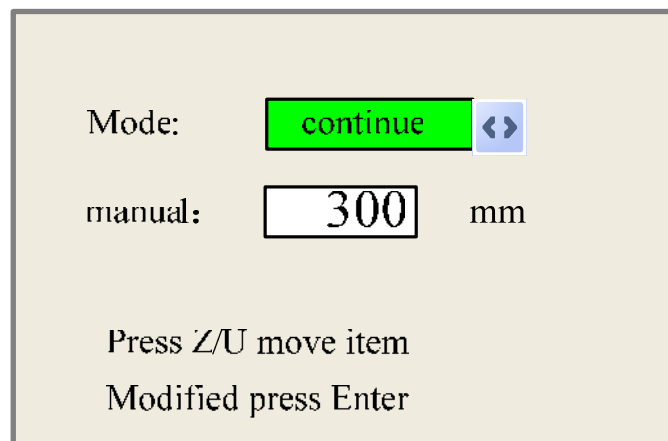 Mode: continue
manual: 300 mm
Press Z/U move item
Modified press Enter